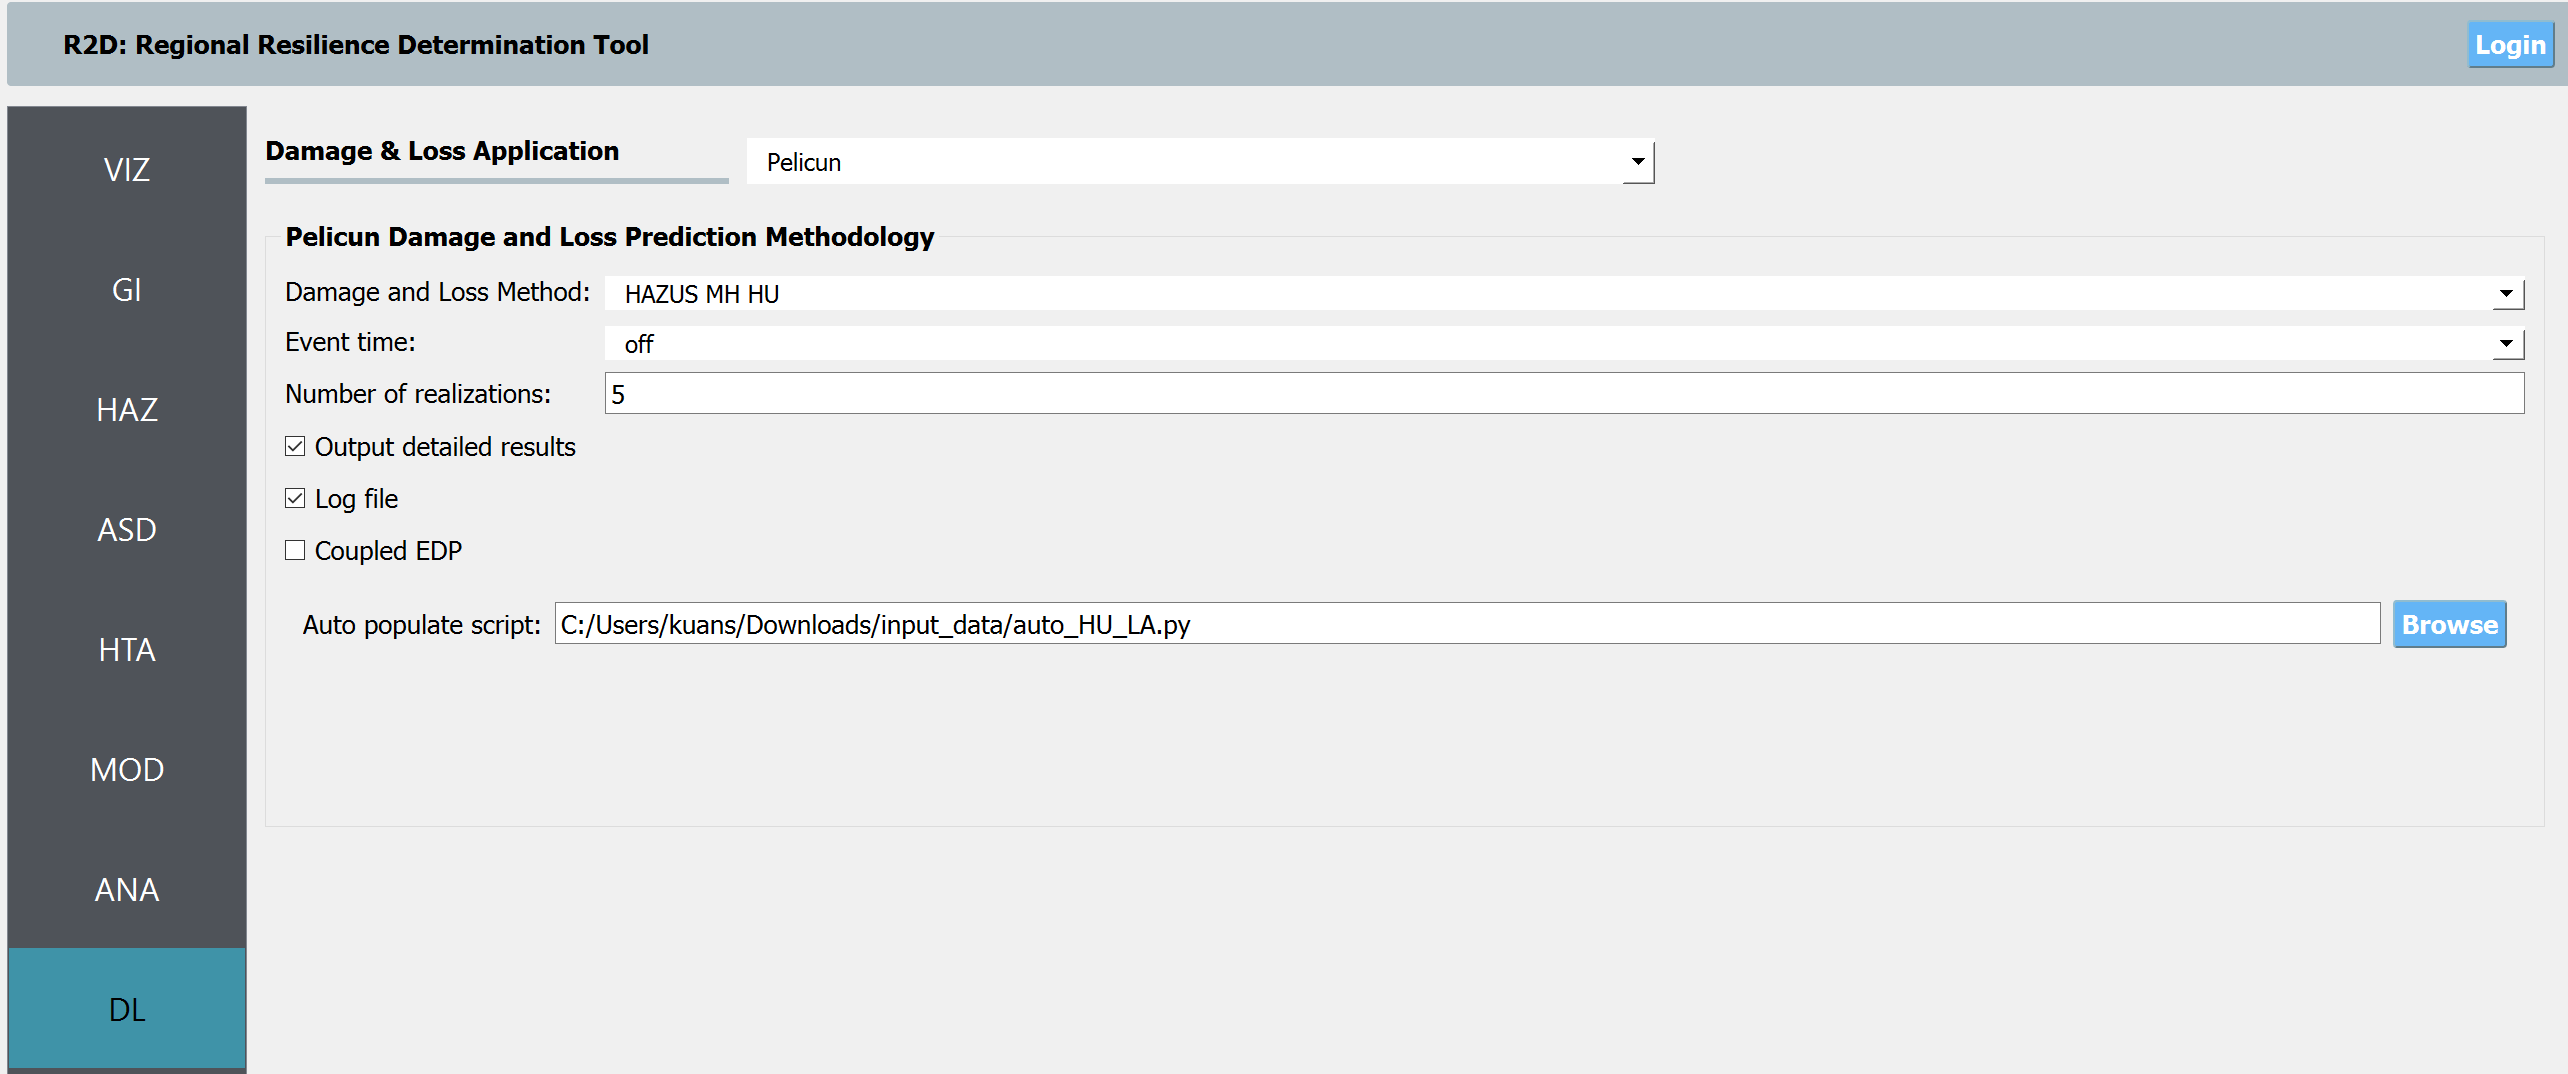 R2D: Regional Resilience Determination Tool
Login
VIZ
GI
HAZ
ASD
HTA
MOD
ANA
DL
Damage & Loss Application
Pelicun
Pelicun Damage and Loss Prediction Methodology
Damage and Loss Method: HAZUS MH HU
Event time: off
Number of realizations: 5
Output detailed results
Log file
Coupled EDP
Auto populate script: C:/Users/kuans/Downloads/input_data/auto_HU_LA.py Browse